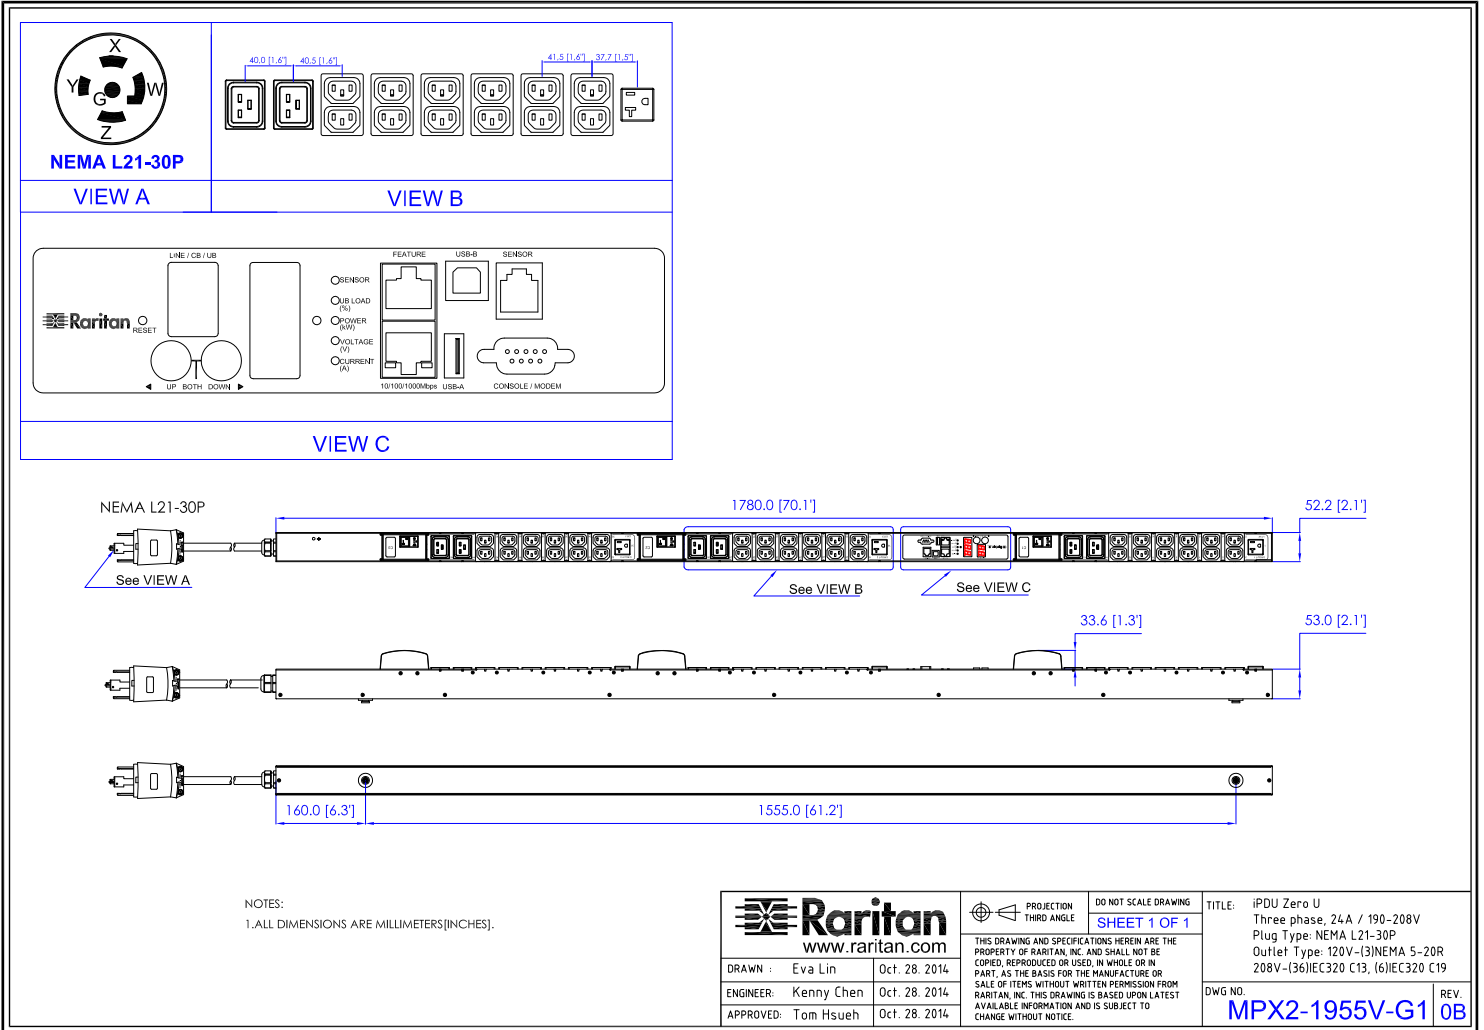 X
Y
W
G
Z
NEMA L21-30P
VIEW A
40.0 [1.6"]
40.5 [1.6"]
41.5 [1.6"]
37.7 [1.5"]
VIEW B
LINE / CB / UB
FEATURE
USB-B
SENSOR
SENSOR
UB LOAD
(%)
POWER
(kW)
VOLTAGE
(V)
CURRENT
(A)
Raritan
RESET
UP BOTH DOWN
10/100/1000Mbps
USB-A
CONSOLE / MODEM
VIEW C
NEMA L21-30P
1780.0 [70.1']
52.2 [2.1']
See VIEW A
See VIEW B
See VIEW C
33.6 [1.3']
53.0 [2.1']
160.0 [6.3']
1555.0 [61.2']
NOTES:
1.ALL DIMENSIONS ARE MILLIMETERS[INCHES].
Raritan
www.raritan.com
DRAWN : Eva Lin Oct. 28. 2014
ENGINEER: Kenny Chen Oct. 28. 2014
APPROVED: Tom Hsueh Oct. 28. 2014
PROJECTION
THIRD ANGLE
DO NOT SCALE DRAWING
SHEET 1 OF 1
THIS DRAWING AND SPECIFICATIONS HEREIN ARE THE
PROPERTY OF RARITAN, INC. AND SHALL NOT BE
COPIED, REPRODUCED OR USED, IN WHOLE OR IN
PART, AS THE BASIS FOR THE MANUFACTURE OR
SALE OF ITEMS WITHOUT WRITTEN PERMISSION FROM
RARITAN, INC. THIS DRAWING IS BASED UPON LATEST
AVAILABLE INFORMATION AND IS SUBJECT TO
CHANGE WITHOUT NOTICE.
TITLE: iPDU Zero U
Three phase, 24A / 190-208V
Plug Type: NEMA L21-30P
Outlet Type: 120V-(3)NEMA 5-20R
208V-(36)IEC320 C13, (6)IEC320 C19
DWG NO.
MPX2-1955V-G1
REV.
0B